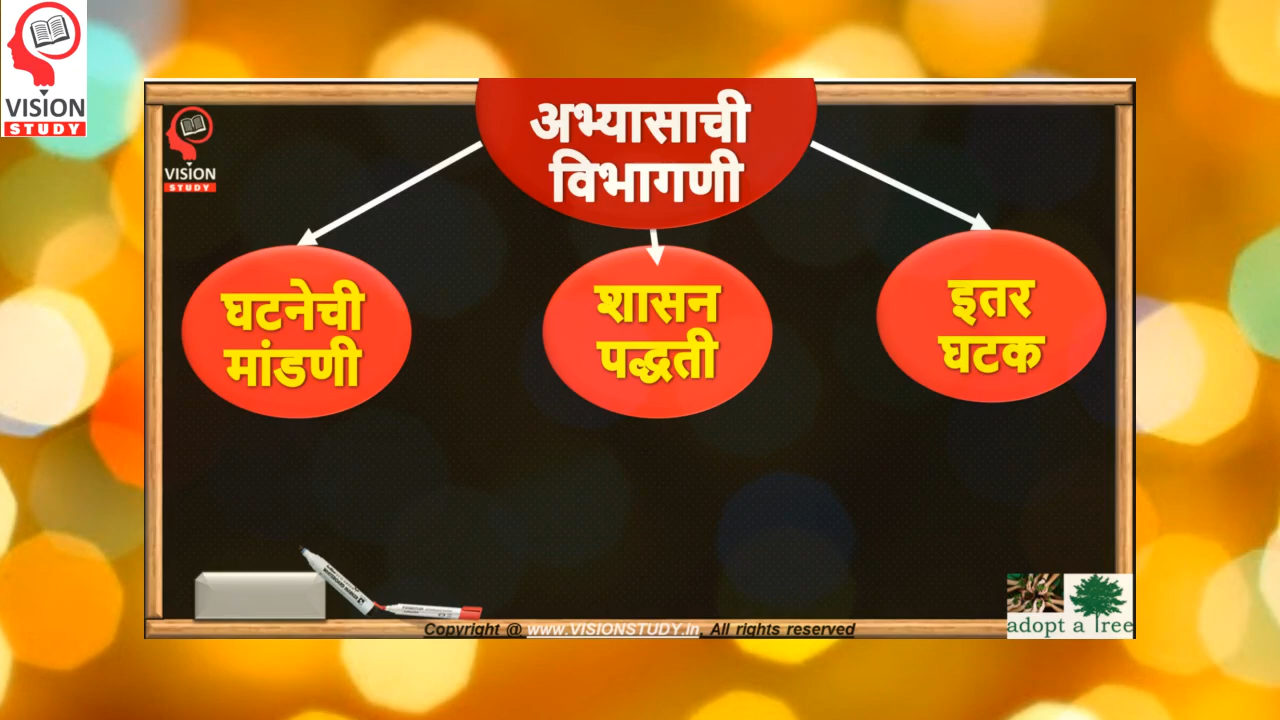 VISION
STUDY
VISION
STUDY
अभ्यासाची
विभागणी
घटनेची
मांडणी
शासन
पद्धती
इतर
घटक
Copyright @ www.VISIONSTUDY.in, All rights reserved
adopt a Tree